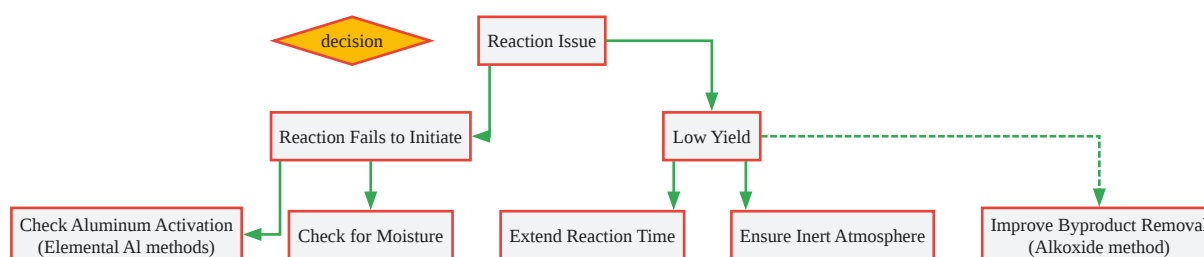 decision
Reaction Issue
Reaction Fails to Initiate
Low Yield
Check Aluminum Activation
(Elemental Al methods)
Check for Moisture
Extend Reaction Time
Ensure Inert Atmosphere
Improve Byproduct Removal
(Alkoxide method)